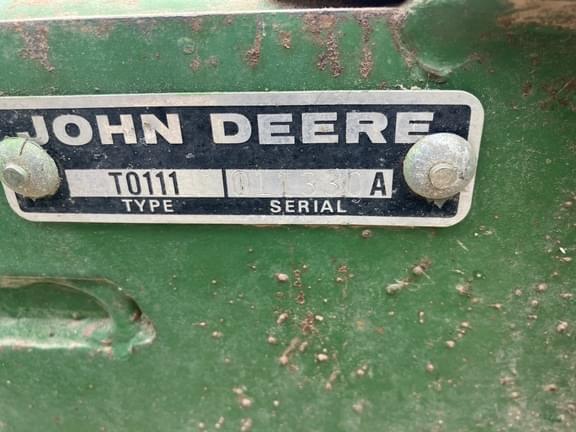 JOHN DEERE
T0111 A
TYPE SERIAL